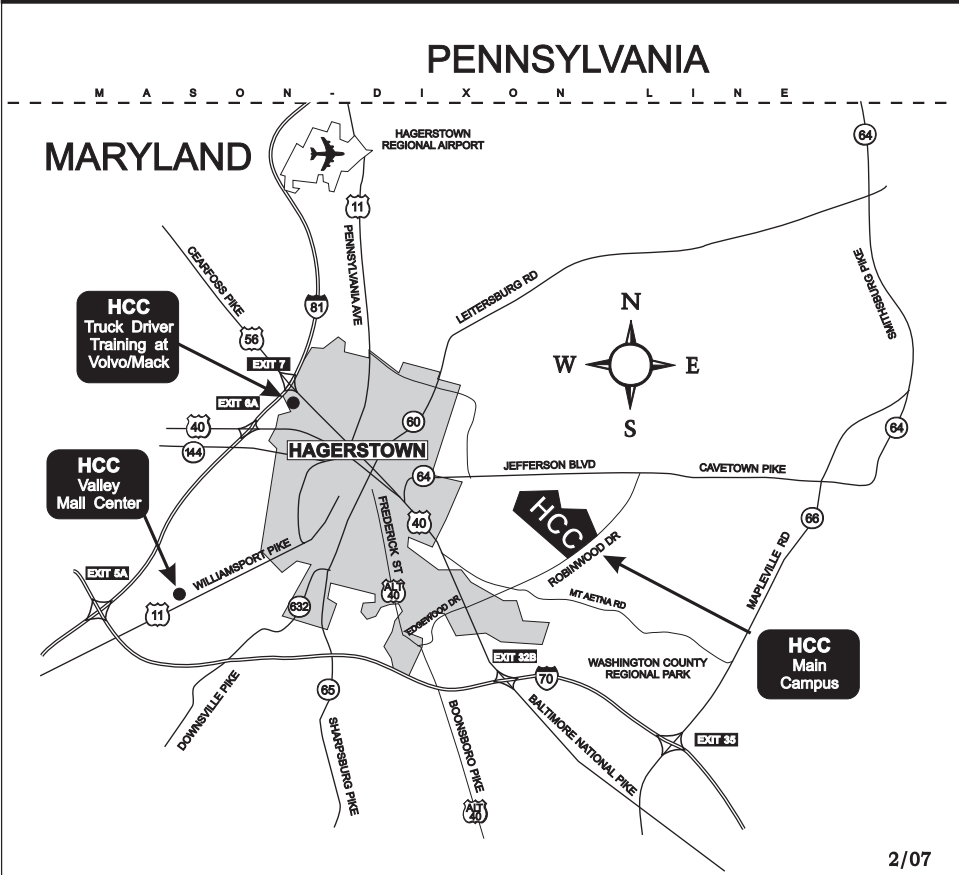 PENNSYLVANIA
MASON-DIXON LINE
MARYLAND
HAGERSTOWN
REGIONAL AIRPORT
64
11
PENNSYLVANIA AVE
CEARFOSS PIKE
LEITERSBURG RD
SMITHSBURG PIKE
HCC
Truck Driver
Training at
Volvo/Mack
81
N
W
E
S
56
EXIT 7
EXIT 6A
40
144
60
HAGERSTOWN
64
HCC
Valley
Mall Center
64
JEFFERSON BLVD
CAVETOWN PIKE
FREDERICK ST
40
HCC
66
MAPLEVILLE RD
ROBINWOOD DR
WILLIAMSPORT PIKE
EXIT 5A
11
632
ALT
40
EDGEWOOD DR
MT AETNA RD
HCC
Main
Campus
EXIT 32B
WASHINGTON COUNTY
REGIONAL PARK
70
65
DOWNSVILLE PIKE
SHARPSBURG PIKE
BOONSBORO PIKE
BALTIMORE NATIONAL PIKE
EXIT 35
ALT
40
2/07